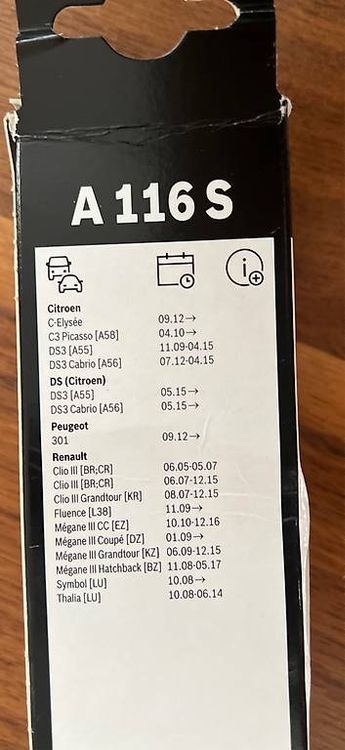 A 116 S
Citroen
C-Elysée 09.12→
C3 Picasso [A58] 04.10→
DS3 [A55] 11.09-04.15
DS3 Cabrio [A56] 07.12-04.15
DS (Citroen)
DS3 [A55] 05.15→
DS3 Cabrio [A56] 05.15→
Peugeot
301 09.12→
Renault
Clio III [BR;CR] 06.05-05.07
Clio III [BR;CR] 06.07-12.15
Clio III Grandtour [KR] 08.07-12.15
Fluence [L38] 11.09→
Mégane III CC [EZ] 10.10-12.16
Mégane III Coupé [DZ] 01.09→
Mégane III Grandtour [KZ] 06.09-12.15
Mégane III Hatchback [BZ] 11.08-05.17
Symbol [LU] 10.08→
Thalia [LU] 10.08-06.14